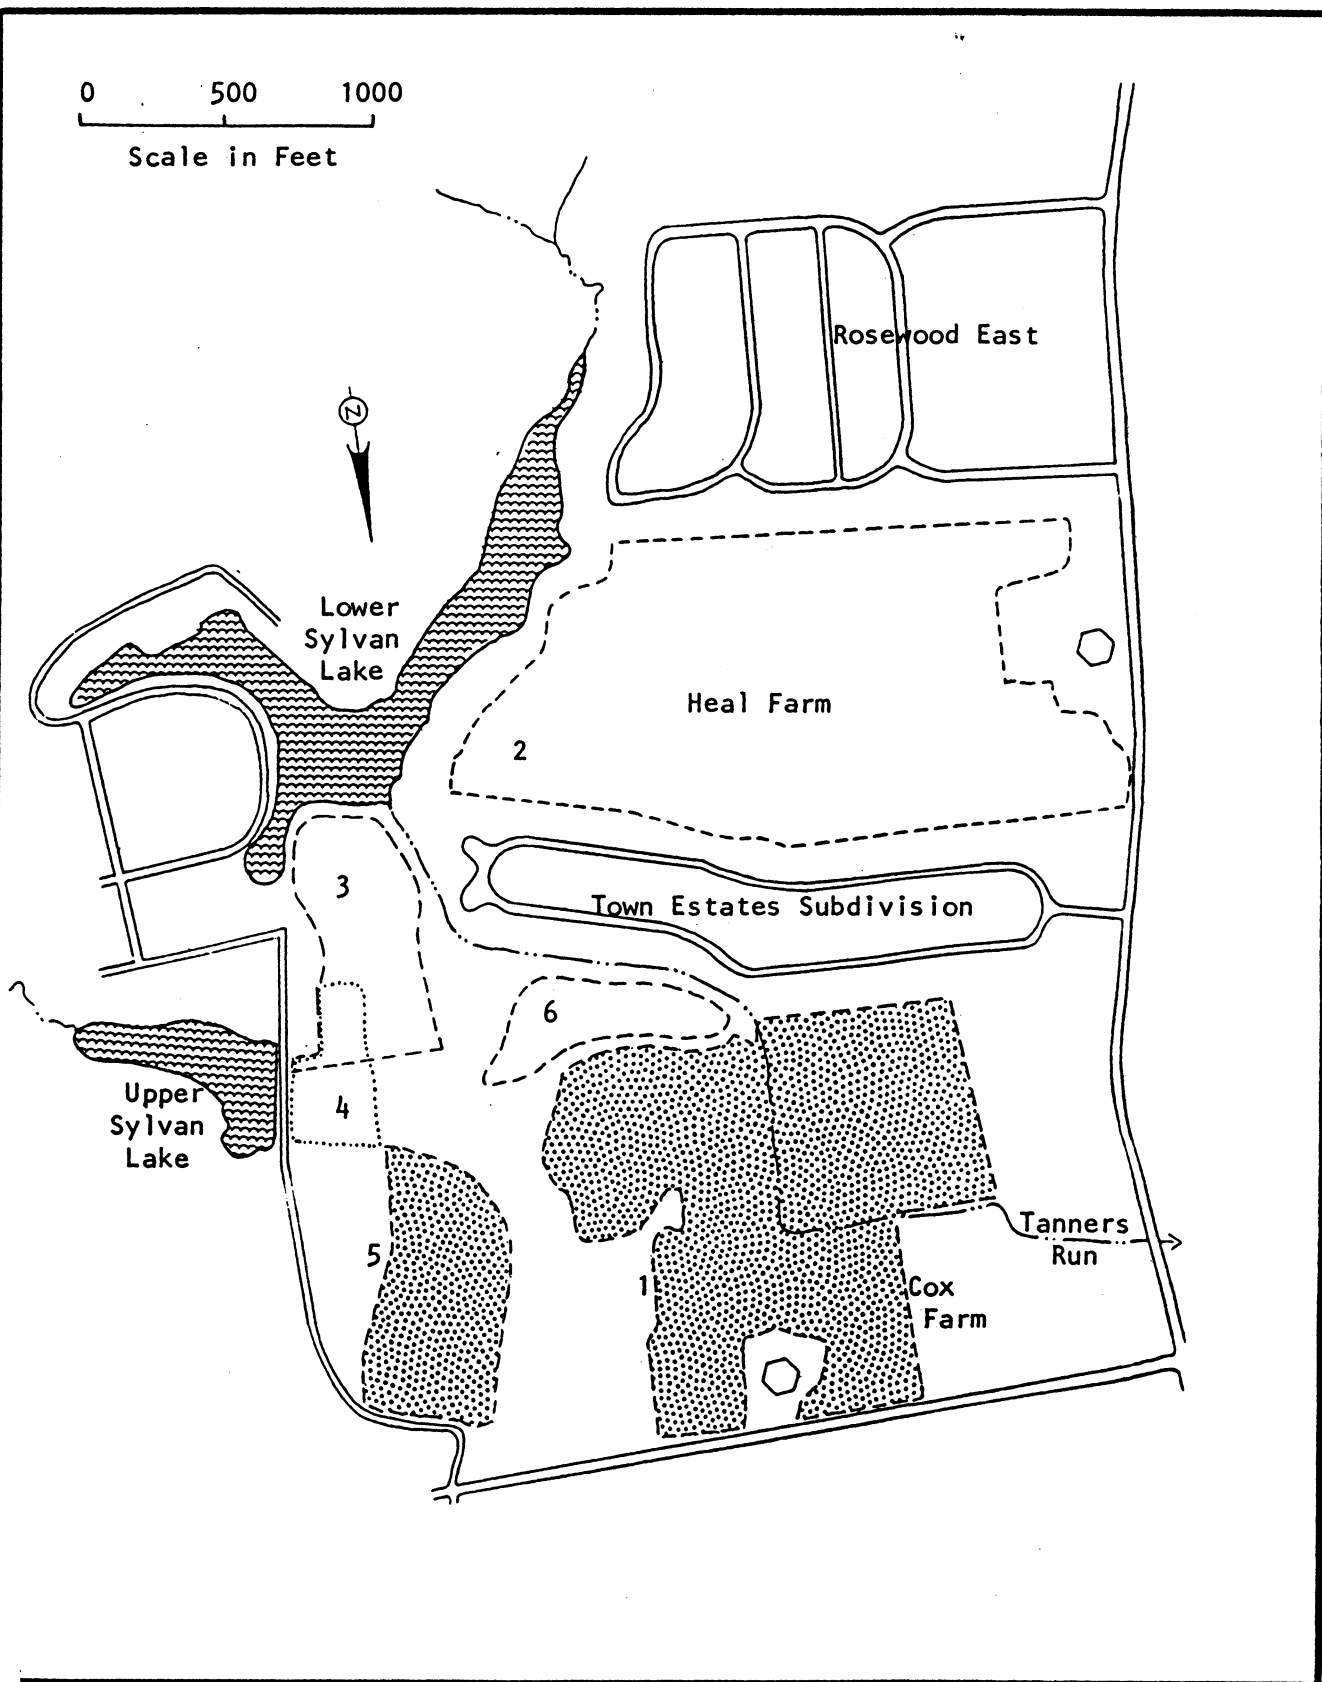 0 500 1000
Scale in Feet
Rosewood East
N
Lower
Sylvan
Lake
Heal Farm
2
3
Town Estates Subdivision
6
Upper
Sylvan
Lake
4
Tanners
Run
5
1
Cox
Farm